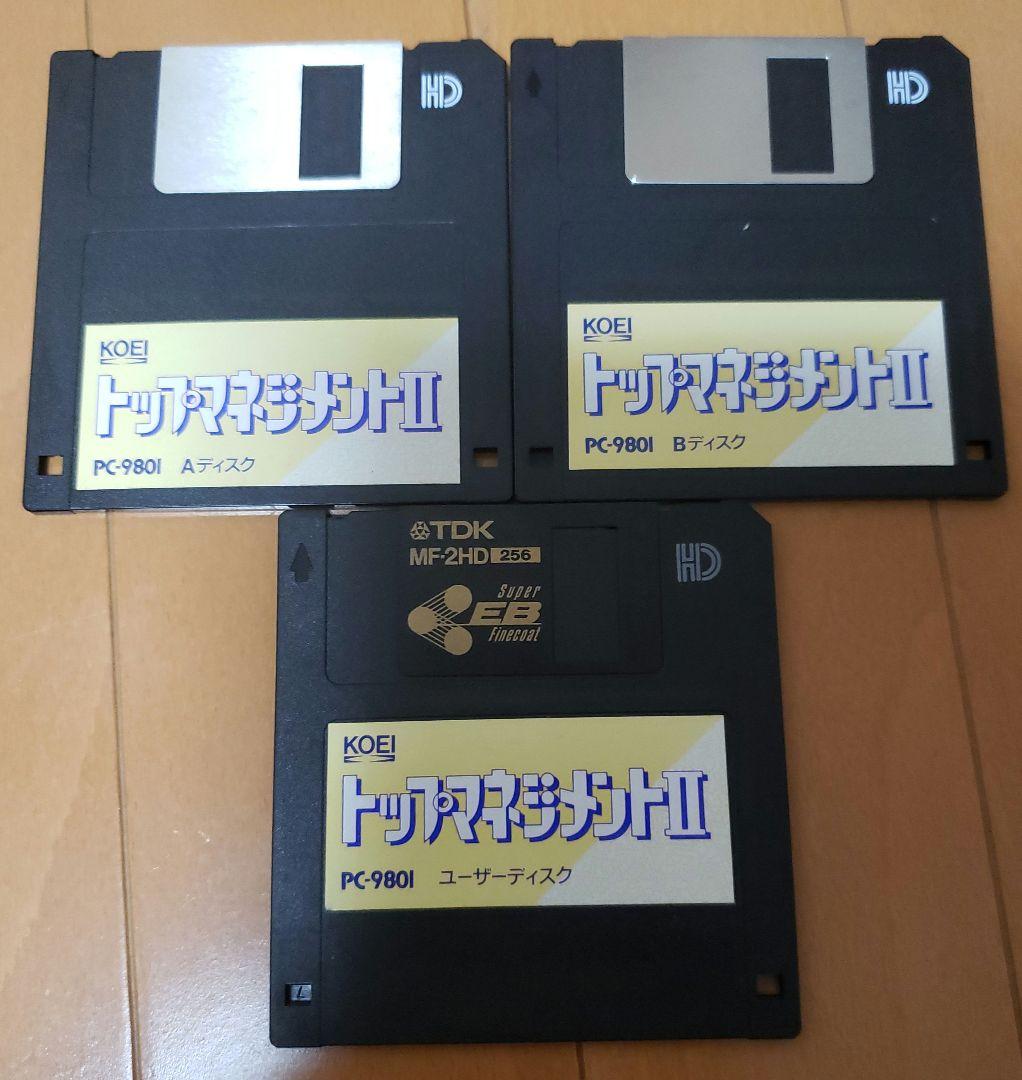 HD
KOEI
トップマネジメントII
PC-9801 Aディスク
HD
KOEI
トップマネジメントII
PC-9801 Bディスク
TDK
MF-2HD 256
Super
EB
Finecoat
HD
KOEI
トップマネジメントII
PC-9801 ユーザーディスク